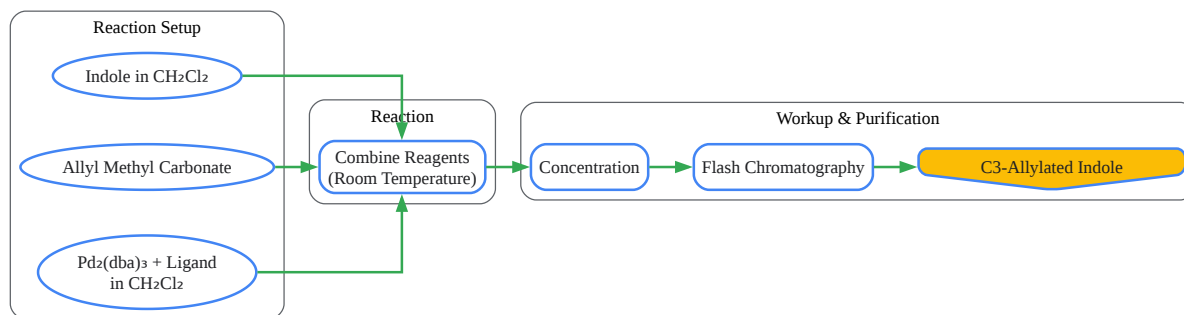 Reaction Setup
Indole in CH₂Cl₂
Allyl Methyl Carbonate
Pd₂(dba)₃ + Ligand
in CH₂Cl₂
Reaction
Combine Reagents
(Room Temperature)
Workup & Purification
Concentration
Flash Chromatography
C3-Allylated Indole